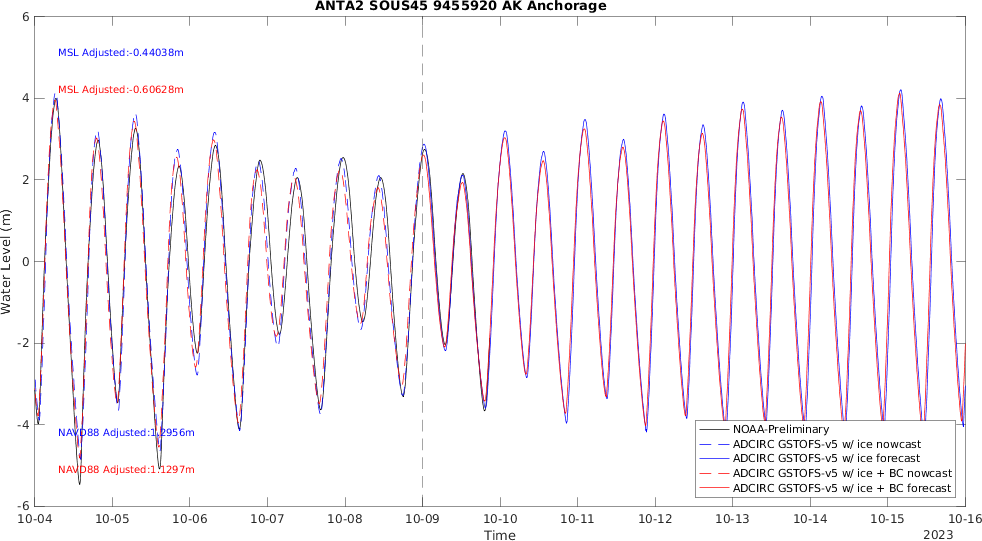 ANTA2 SOUS45 9455920 AK Anchorage
6
4
2
0
-2
-4
-6
Water Level (m)
MSL Adjusted:-0.44038m
MSL Adjusted:-0.60628m
NAVD88 Adjusted:1.2956m
NAVD88 Adjusted:1.1297m
NOAA-Preliminary
ADCIRC GSTOFS-v5 w/ ice nowcast
ADCIRC GSTOFS-v5 w/ ice forecast
ADCIRC GSTOFS-v5 w/ ice + BC nowcast
ADCIRC GSTOFS-v5 w/ ice + BC forecast
10-04 10-05 10-06 10-07 10-08 10-09 10-10 10-11 10-12 10-13 10-14 10-15 10-16
Time
2023